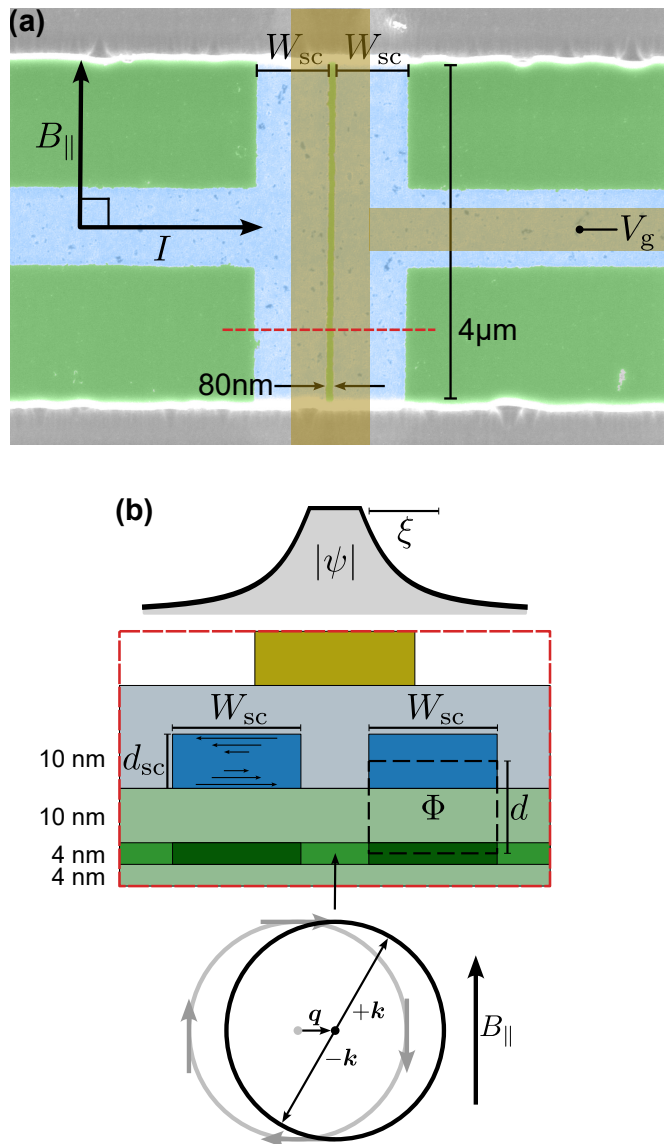 (a)
W_sc W_sc
B_∥
I
V_g
4μm
80nm
(b)
ξ
|ψ|
W_sc W_sc
10 nm
d_sc
10 nm
Φ
d
4 nm
4 nm
q
+k
−k
B_∥